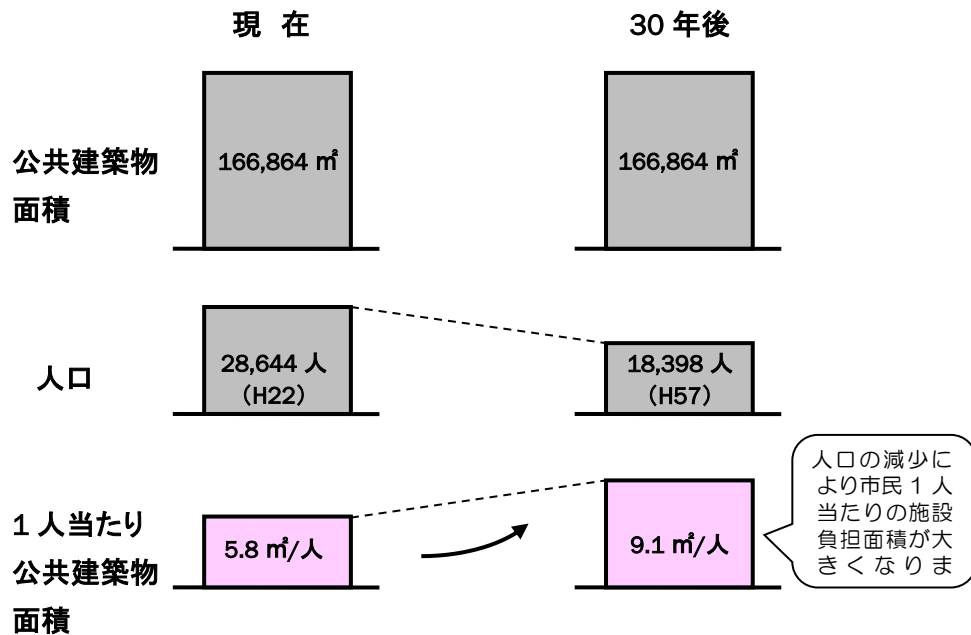 現 在
30 年後
公共建築物
面積
166,864 ㎡
166,864 ㎡
人口
28,644 人
（H22）
18,398 人
（H57）
1 人当たり
公共建築物
面積
5.8 ㎡/人
9.1 ㎡/人
人口の減少に
より市民 1 人
当たりの施設
負担面積が大
きくなりま